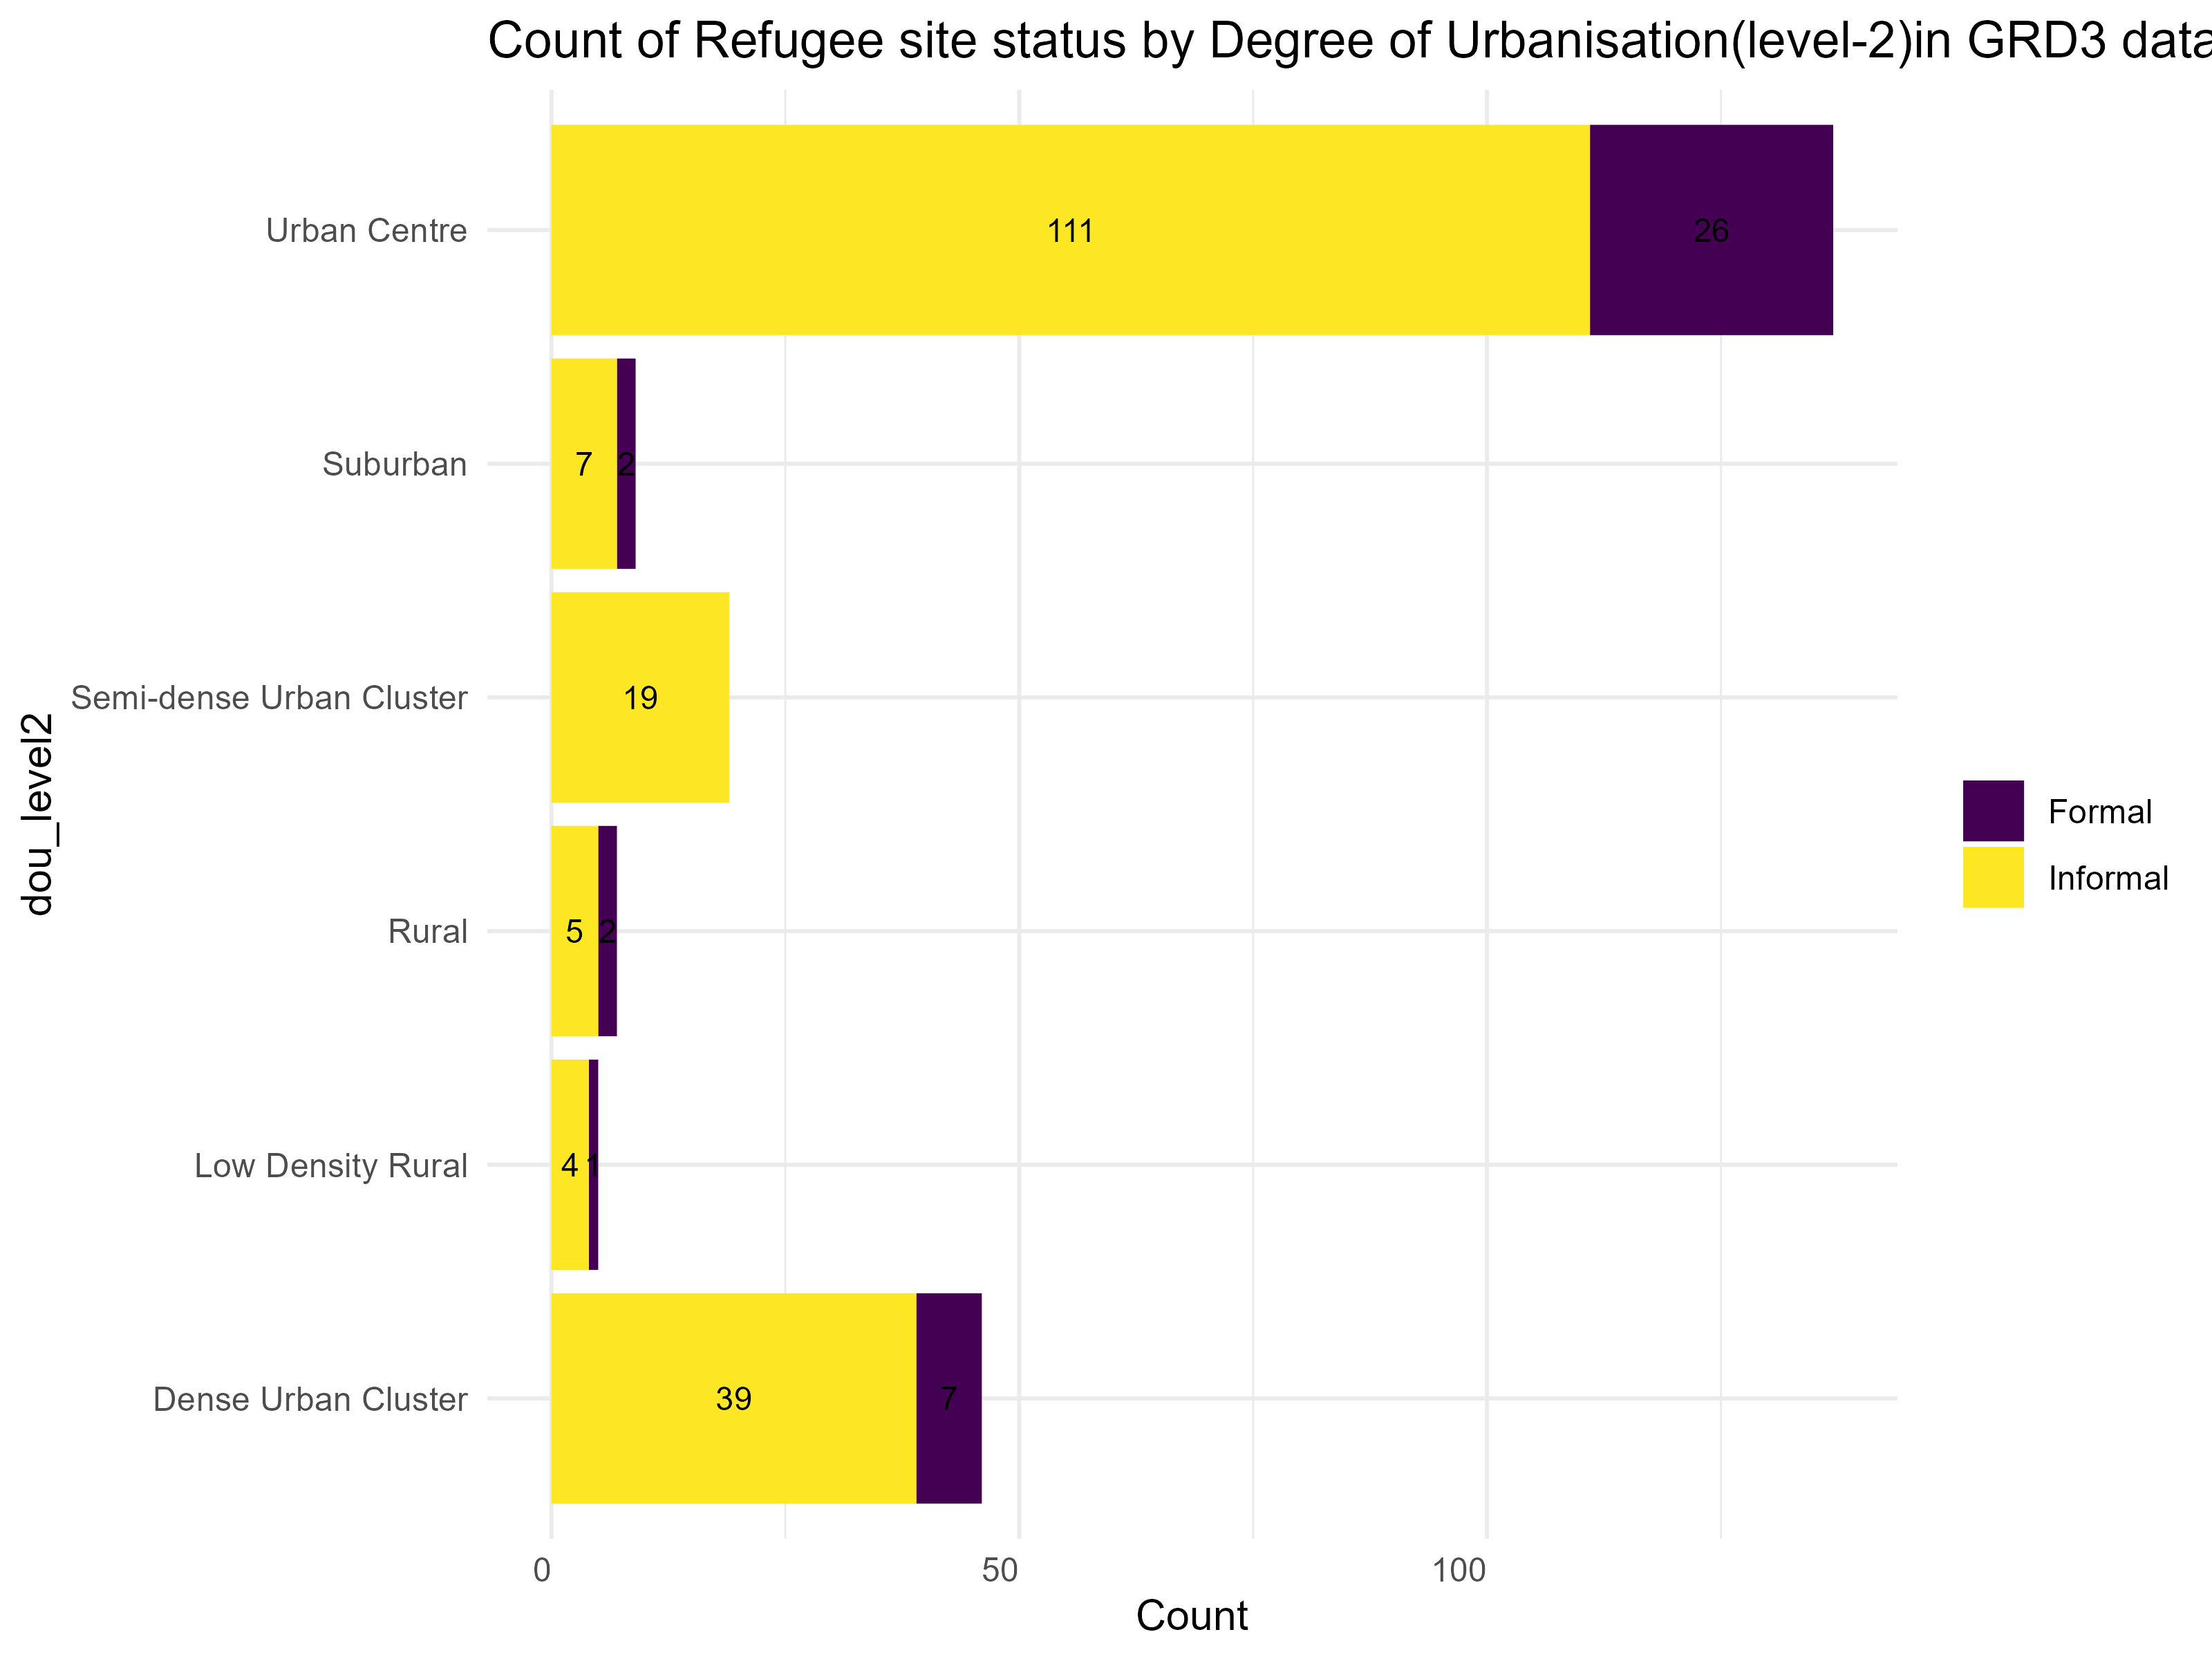 Count of Refugee site status by Degree of Urbanisation(level-2)in GRD3 data
Urban Centre
111
26
Suburban
7
2
Semi-dense Urban Cluster
19
Rural
5
2
Low Density Rural
4
1
Dense Urban Cluster
39
7
dou_level2
0
50
100
Count
Formal
Informal